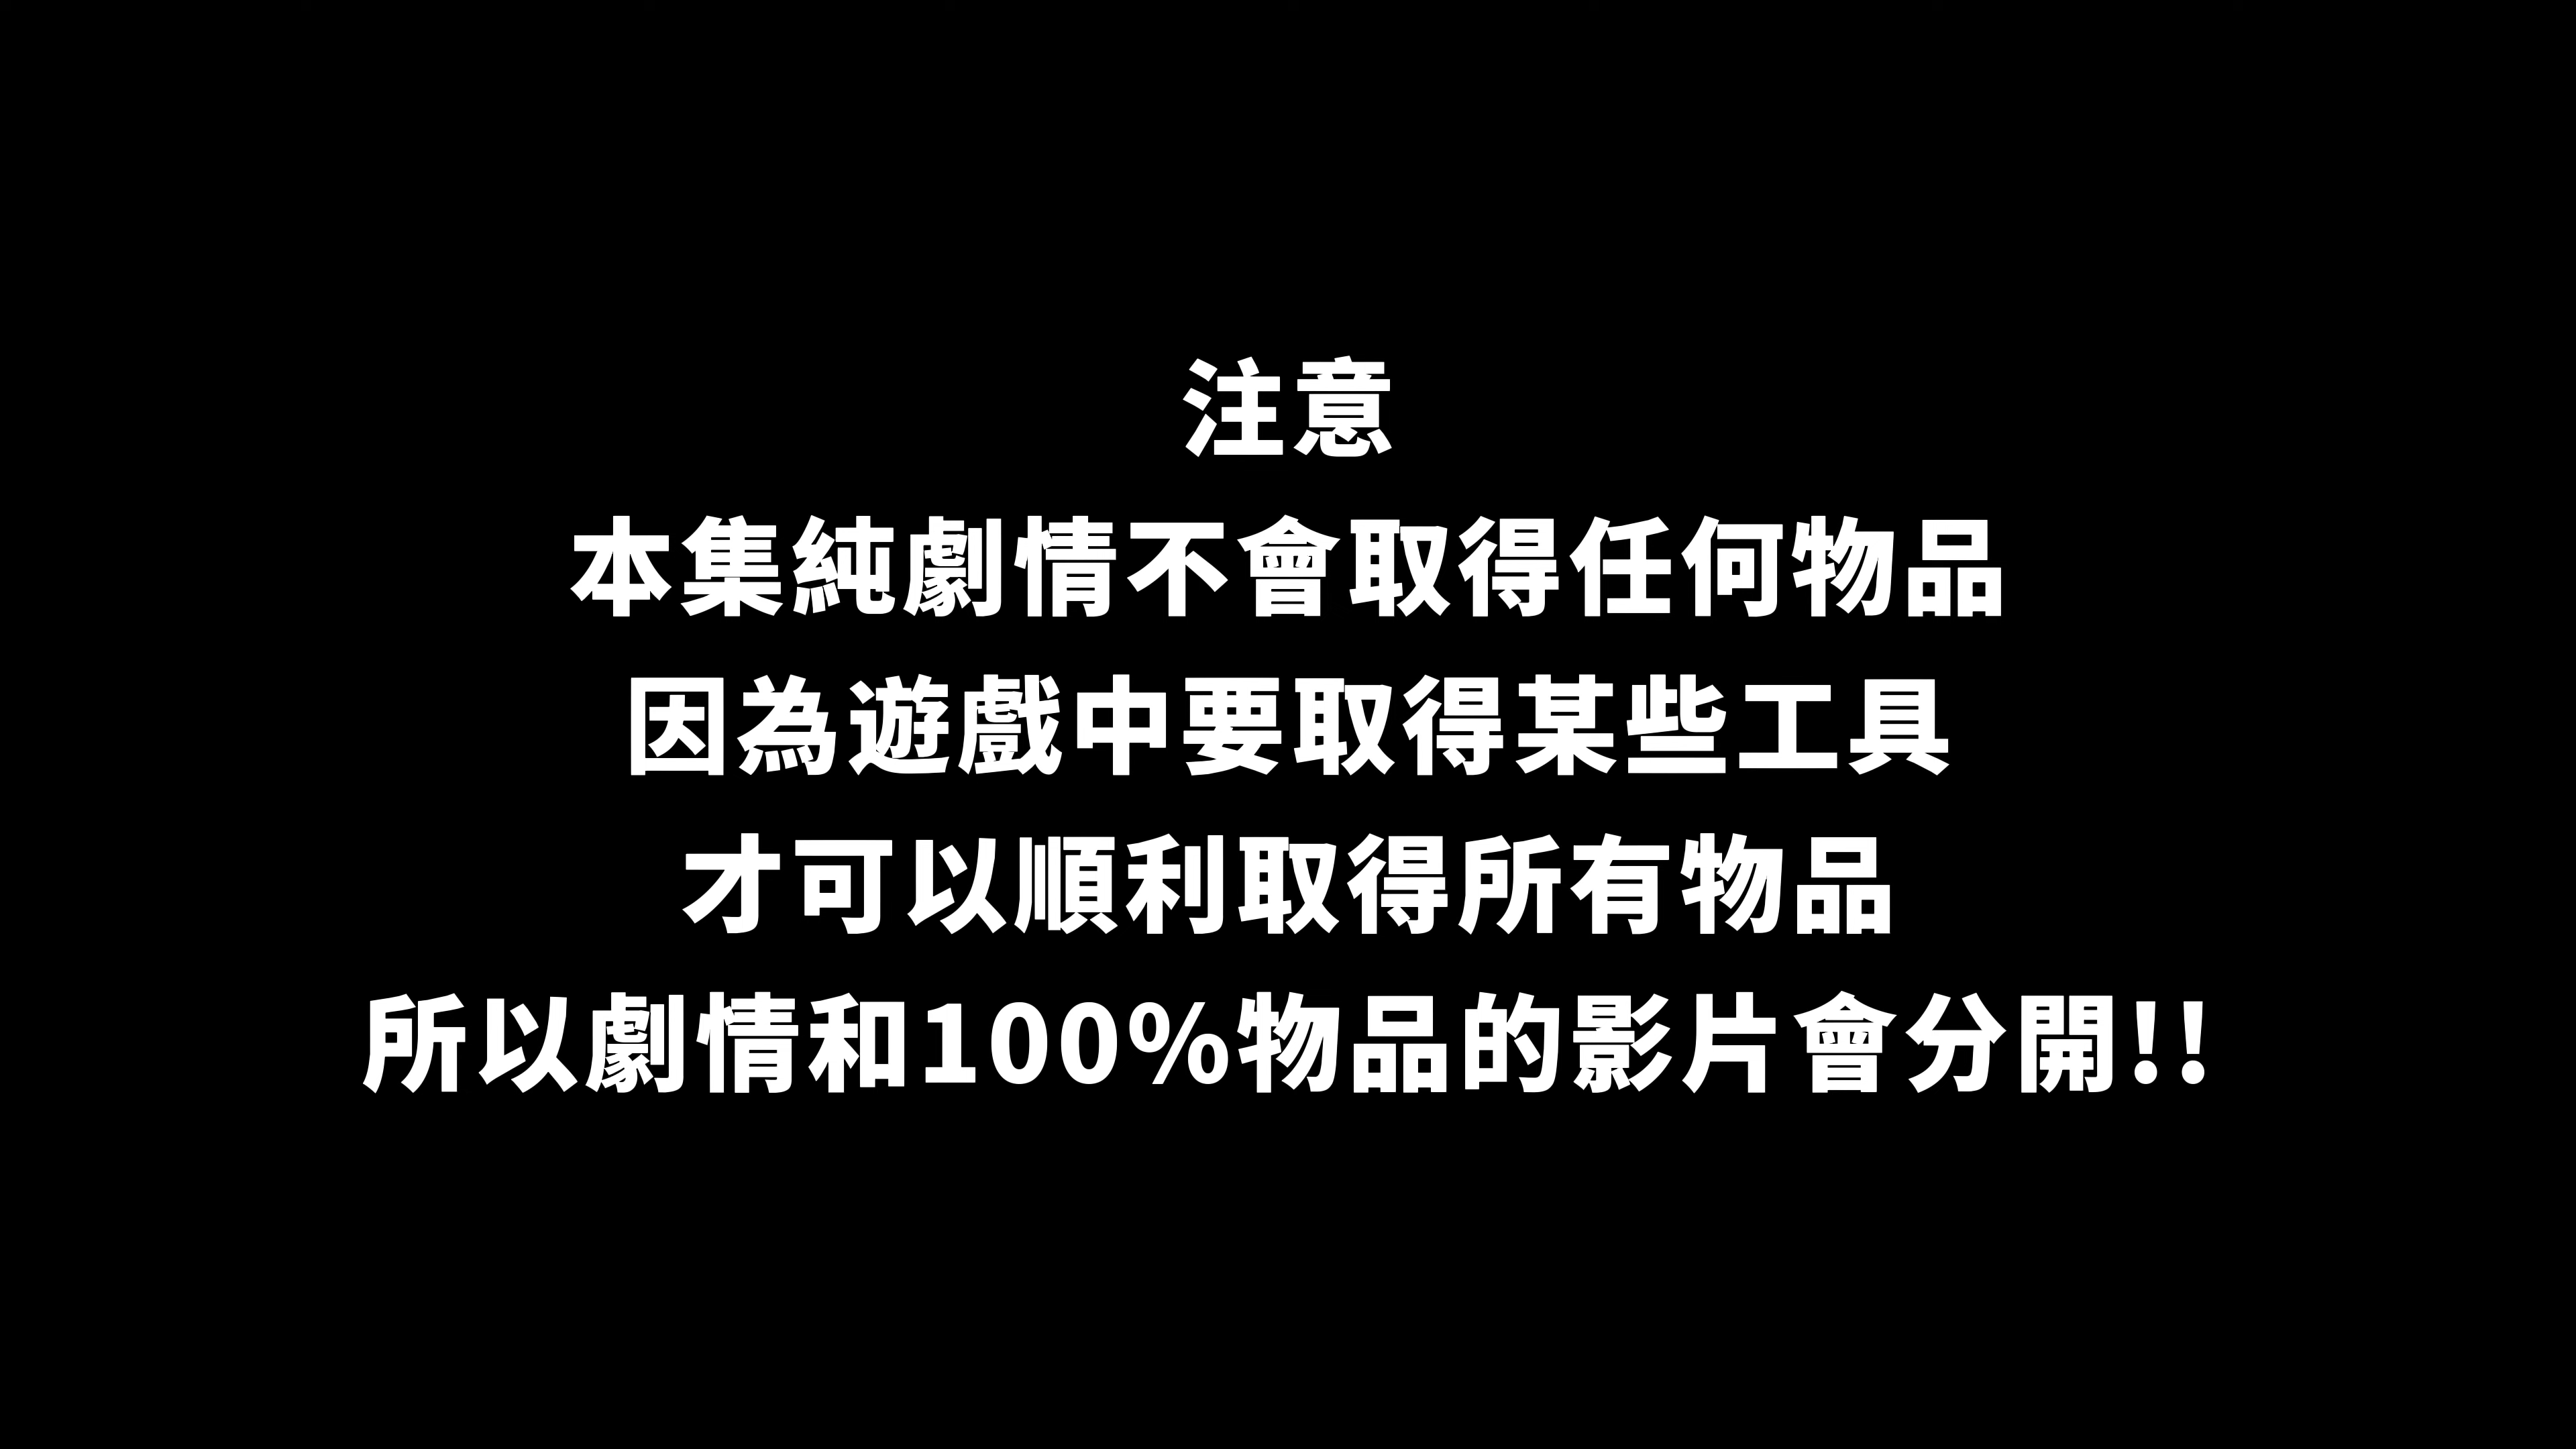 注意
本集純劇情不會取得任何物品
因為遊戲中要取得某些工具
才可以順利取得所有物品
所以劇情和100%物品的影片會分開!!